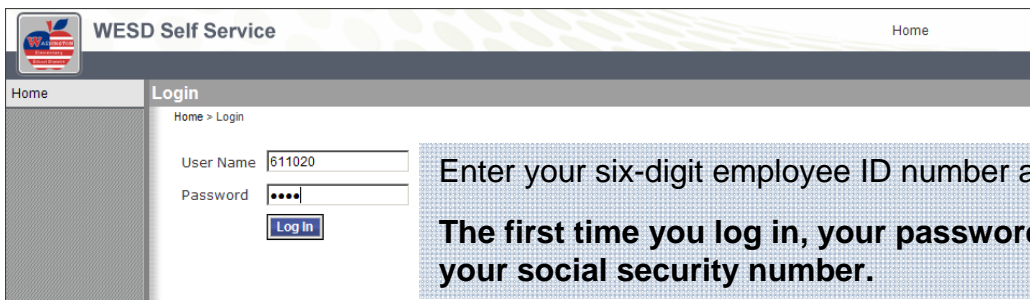 WESD Self Service
Home
Home
Login
Home > Login
User Name 611020
Password ••••
Log In
Enter your six-digit employee ID number
The first time you log in, your
your social security number.